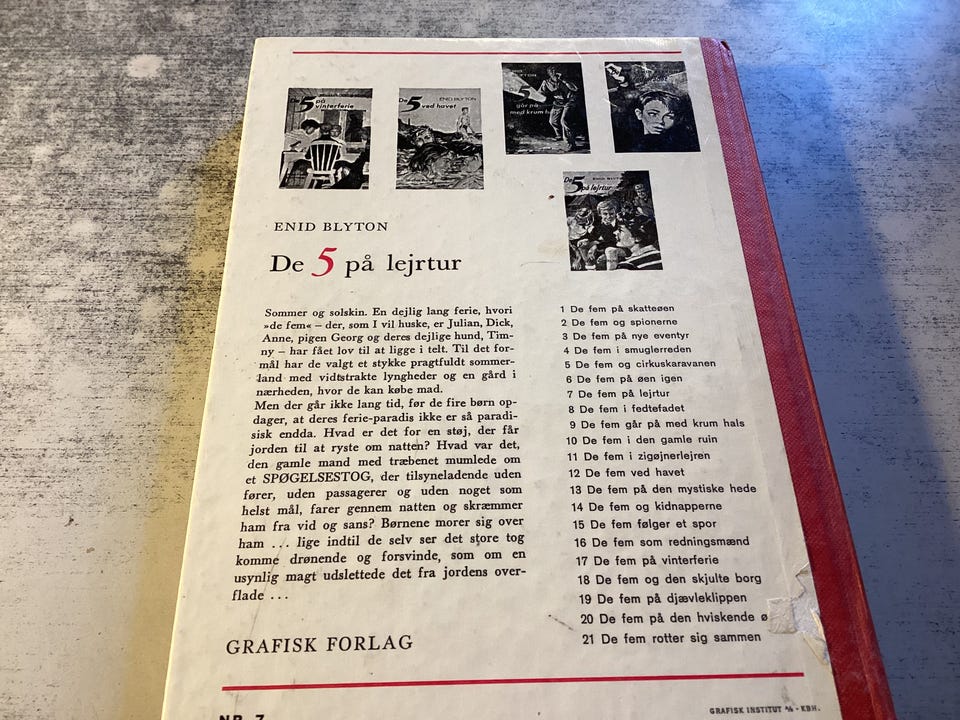 De 5 på
vinterferie
De 5 ENID BLYTON
ved havet
5
går på
med krum
De 5
på lejrtur
ENID BLYTON
De 5 på lejrtur
Sommer og solskin. En dejlig lang ferie, hvori
»de fem« – der, som I vil huske, er Julian, Dick,
Anne, pigen Georg og deres dejlige hund, Tim-
ny – har fået lov til at ligge i telt. Til det for-
mål har de valgt et stykke pragtfuldt sommer-
land med vidtstrakte lyngheder og en gård i
nærheden, hvor de kan købe mad.
Men der går ikke lang tid, før de fire børn op-
dager, at deres ferie-paradis ikke er så paradi-
sisk endda. Hvad er det for en støj, der får
jorden til at ryste om natten? Hvad var det,
den gamle mand med træbenet mumlede om
et SPØGELSESTOG, der tilsyneladende uden
fører, uden passagerer og uden noget som
helst mål, farer gennem natten og skræmmer
ham fra vid og sans? Børnene morer sig over
ham ... lige indtil de selv ser det store tog
komme drønende og forsvinde, som om en
usynlig magt udslettede det fra jordens over-
flade ...
GRAFISK FORLAG
1 De fem på skatteøen
2 De fem og spionerne
3 De fem på nye eventyr
4 De fem i smuglerreden
5 De fem og cirkuskaravanen
6 De fem på øen igen
7 De fem på lejrtur
8 De fem i fedtefadet
9 De fem går på med krum hals
10 De fem i den gamle ruin
11 De fem i zigøjnerlejren
12 De fem ved havet
13 De fem på den mystiske hede
14 De fem og kidnapperne
15 De fem følger et spor
16 De fem som redningsmænd
17 De fem på vinterferie
18 De fem og den skjulte borg
19 De fem på djævleklippen
20 De fem på den hviskende ø
21 De fem rotter sig sammen
NR. 7
GRAFISK INSTITUT A/S - KBH.